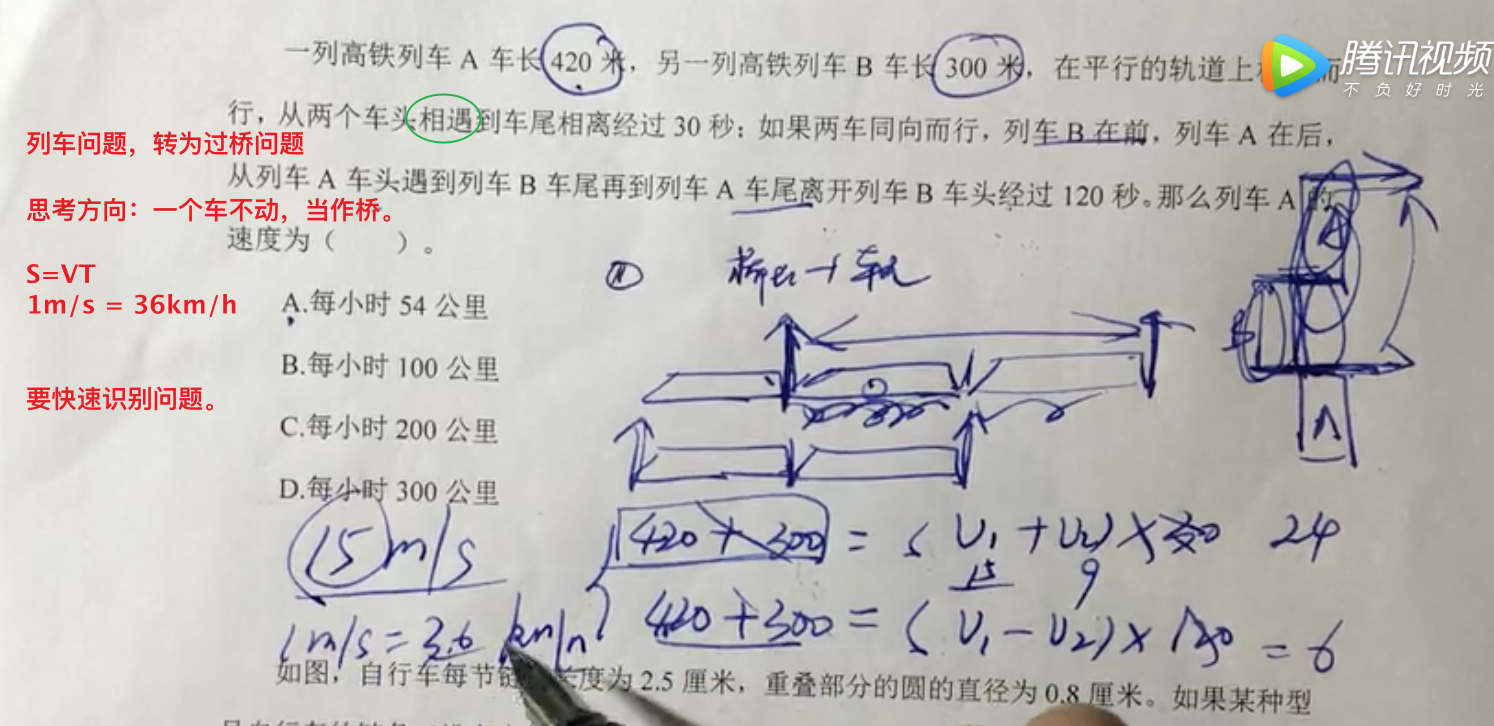 一列高铁列车 A 车长 420 米，另一列高铁列车 B 车长 300 米，在平行的轨道上 而
腾讯视频
不负好时光
行，从两个车头相遇到车尾相离经过 30 秒；如果两车同向而行，列车 B 在前，列车 A 在后，
列车问题，转为过桥问题
从列车 A 车头遇到列车 B 车尾再到列车 A 车尾离开列车 B 车头经过 120 秒。那么列车 A 的
思考方向：一个车不动，当作桥。
速度为（ ）。
S=VT
1m/s = 36km/h
A.每小时 54 公里
B.每小时 100 公里
要快速识别问题。
C.每小时 200 公里
D.每小时 300 公里
A
B
A
15 m/s
420 + 300 = ( U1 + U2) × 30 24
15 9
420 + 300 = ( U1 - U2) × 120 = 6
1 m/s = 3.6 km/h
如图，自行车每节链 长度为 2.5 厘米，重叠部分的圆的直径为 0.8 厘米。如果某种型